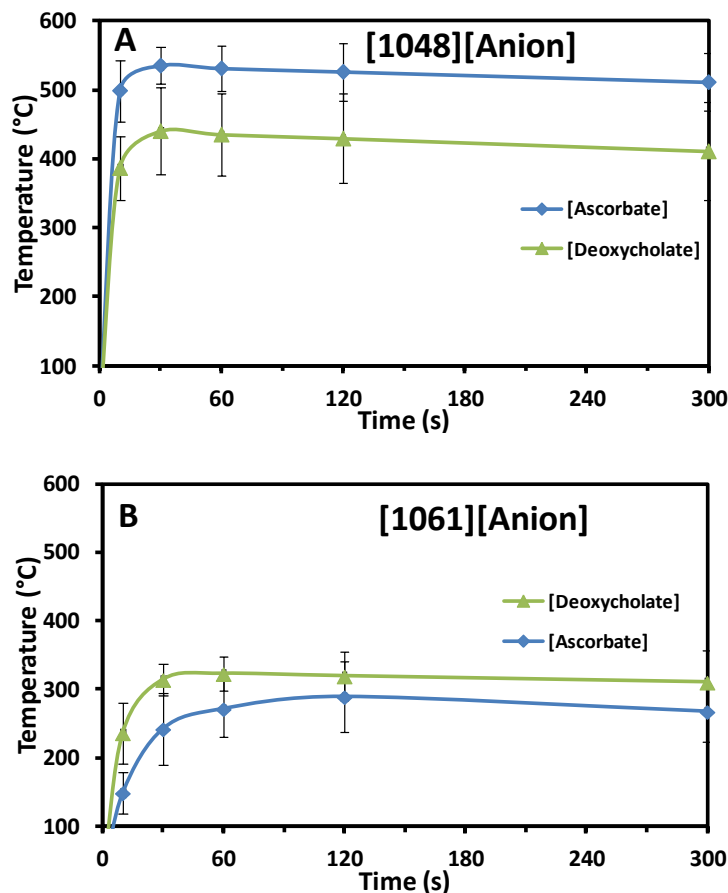 A
[1048][Anion]
Temperature (°C)
600
500
400
300
200
100
[Ascorbate]
[Deoxycholate]
0
60
120
180
240
300
Time (s)
B
[1061][Anion]
Temperature (°C)
600
500
400
300
200
100
[Deoxycholate]
[Ascorbate]
0
60
120
180
240
300
Time (s)